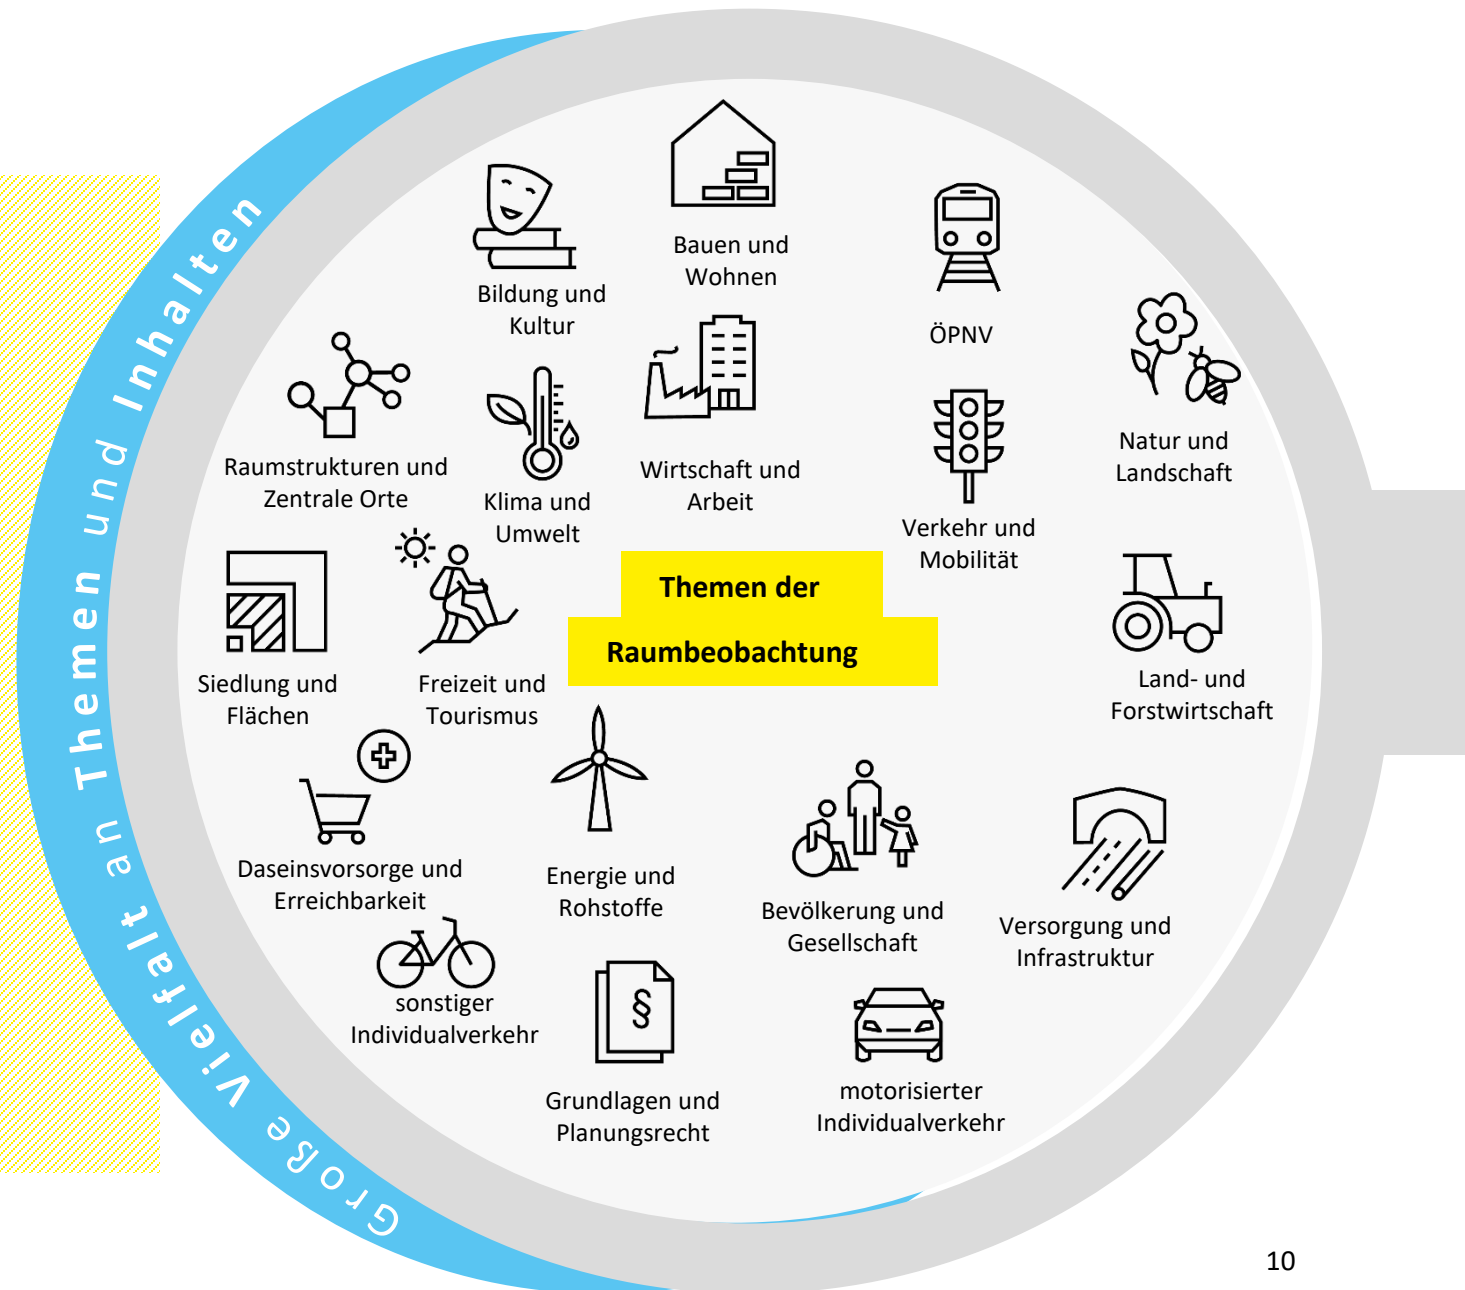 Große Vielfalt an Themen und Inhalten
Bauen und
Wohnen
Bildung und
Kultur
ÖPNV
Natur und
Landschaft
Raumstrukturen und
Zentrale Orte
Klima und
Umwelt
Wirtschaft und
Arbeit
Verkehr und
Mobilität
Themen der
Raumbeobachtung
Siedlung und
Flächen
Freizeit und
Tourismus
Land- und
Forstwirtschaft
Daseinsvorsorge und
Erreichbarkeit
Energie und
Rohstoffe
Bevölkerung und
Gesellschaft
Versorgung und
Infrastruktur
sonstiger
Individualverkehr
§
Grundlagen und
Planungsrecht
motorisierter
Individualverkehr
10